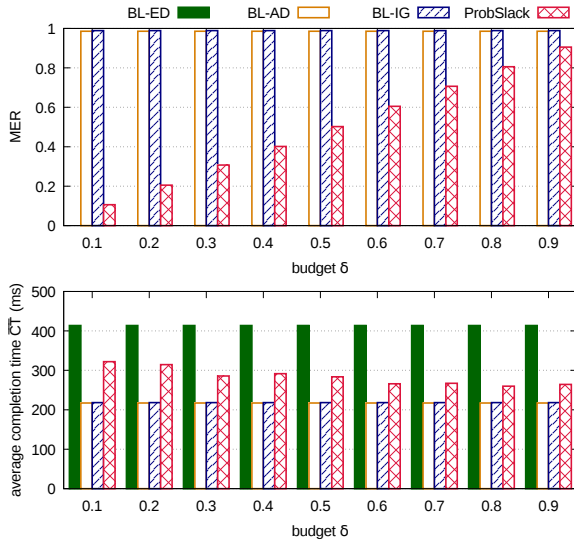 BL-ED BL-AD BL-IG ProbSlack
1
0.8
0.6
0.4
0.2
0
MER
0.1 0.2 0.3 0.4 0.5 0.6 0.7 0.8 0.9
budget δ
500
400
300
200
100
0
average completion time C̅T̅ (ms)
0.1 0.2 0.3 0.4 0.5 0.6 0.7 0.8 0.9
budget δ